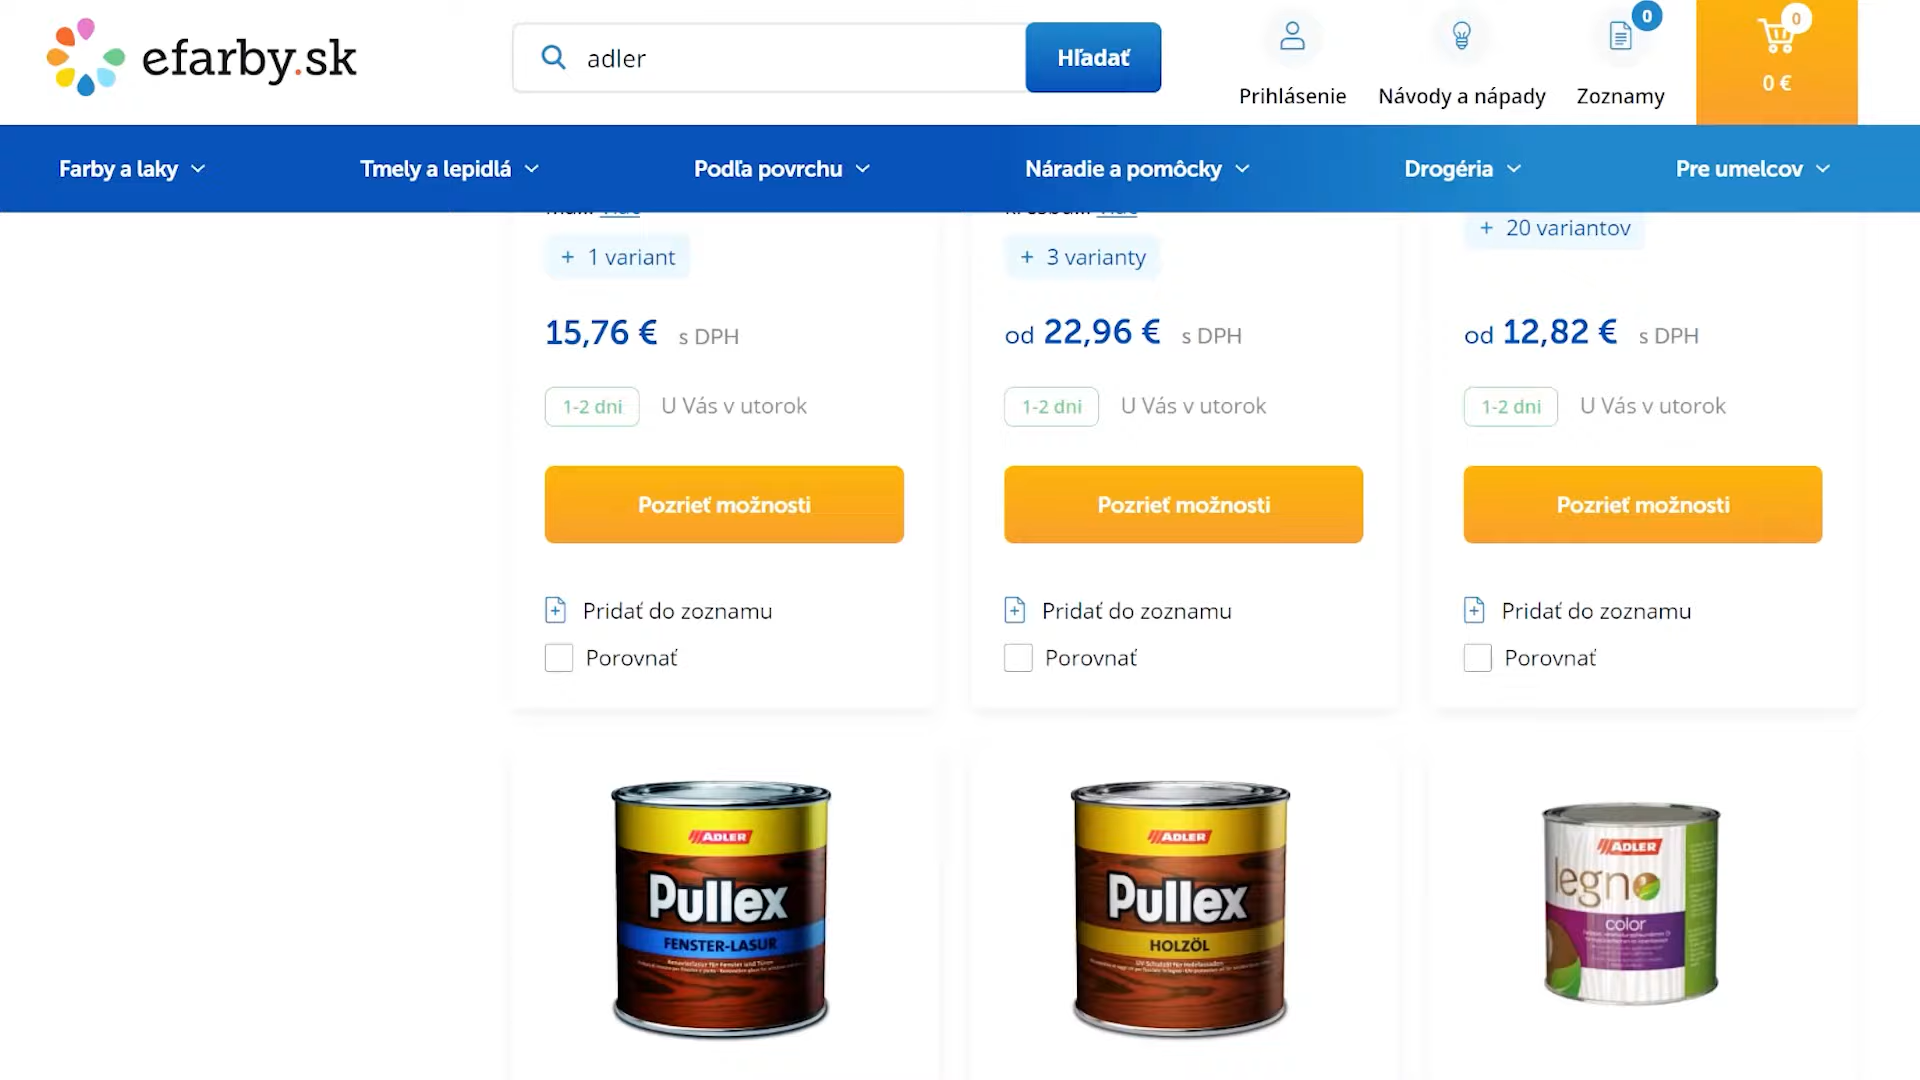 efarby.sk
adler
Hľadať
Prihlásenie
Návody a nápady
0
Zoznamy
0
0 €
Farby a laky
Tmely a lepidlá
Podľa povrchu
Náradie a pomôcky
Drogéria
Pre umelcov
+ 1 variant
+ 3 varianty
+ 20 variantov
15,76 € s DPH
od 22,96 € s DPH
od 12,82 € s DPH
1-2 dni U Vás v utorok
1-2 dni U Vás v utorok
1-2 dni U Vás v utorok
Pozrieť možnosti
Pozrieť možnosti
Pozrieť možnosti
Pridať do zoznamu
Pridať do zoznamu
Pridať do zoznamu
Porovnať
Porovnať
Porovnať
ADLER
Pullex
FENSTER-LASUR
ADLER
Pullex
HOLZÖL
ADLER
legno
color